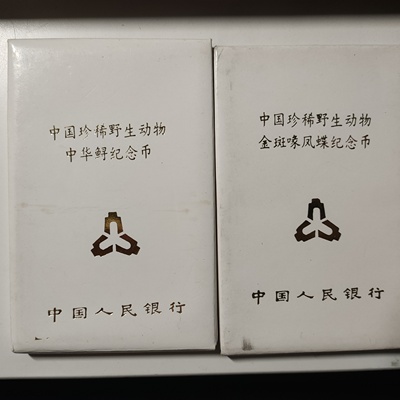 中国珍稀野生动物
中华鲟纪念币
中国人民银行
中国珍稀野生动物
金斑喙凤蝶纪念币
中国人民银行